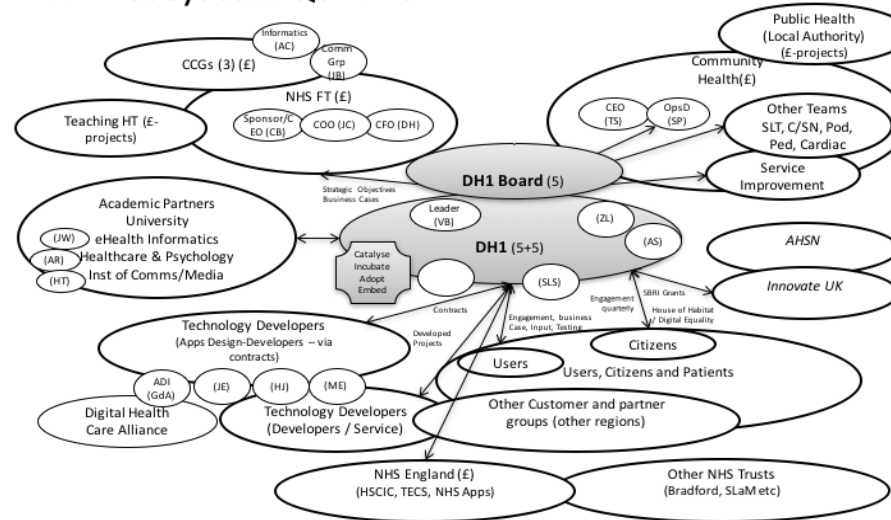 Informatics
(AC)
CCGs (3) (£)
Comm
Grp
(JB)
NHS FT (£)
Sponsor/C
EO (CB)
COO (JC)
CFO (DH)
Teaching HT (£-
projects)
Public Health
(Local Authority)
(£-projects)
Community
Health(£)
CEO
(TS)
OpsD
(SP)
Other Teams
SLT, C/SN, Pod,
Ped, Cardiac
Service
Improvement
DH1 Board (5)
Strategic Objectives
Business Cases
Academic Partners
University
eHealth Informatics
Healthcare & Psychology
Inst of Comms/Media
(JW)
(AR)
(HT)
Leader
(VB)
(ZL)
(AS)
DH1 (5+5)
Catalyse
Incubate
Adopt
Embed
(SLS)
AHSN
Innovate UK
SBRI Grants
Engagement
quarterly
House of Habitat
/ Digital Equality
Contracts
Engagement, business
Case, Input, Testing
Developed
Projects
Technology Developers
(Apps Design-Developers – via
contracts)
Citizens
Users
Users, Citizens and Patients
ADI
(GdA)
(JE)
(HJ)
(ME)
Digital Health
Care Alliance
Technology Developers
(Developers / Service)
Other Customer and partner
groups (other regions)
NHS England (£)
(HSCIC, TECS, NHS Apps)
Other NHS Trusts
(Bradford, SLaM etc)